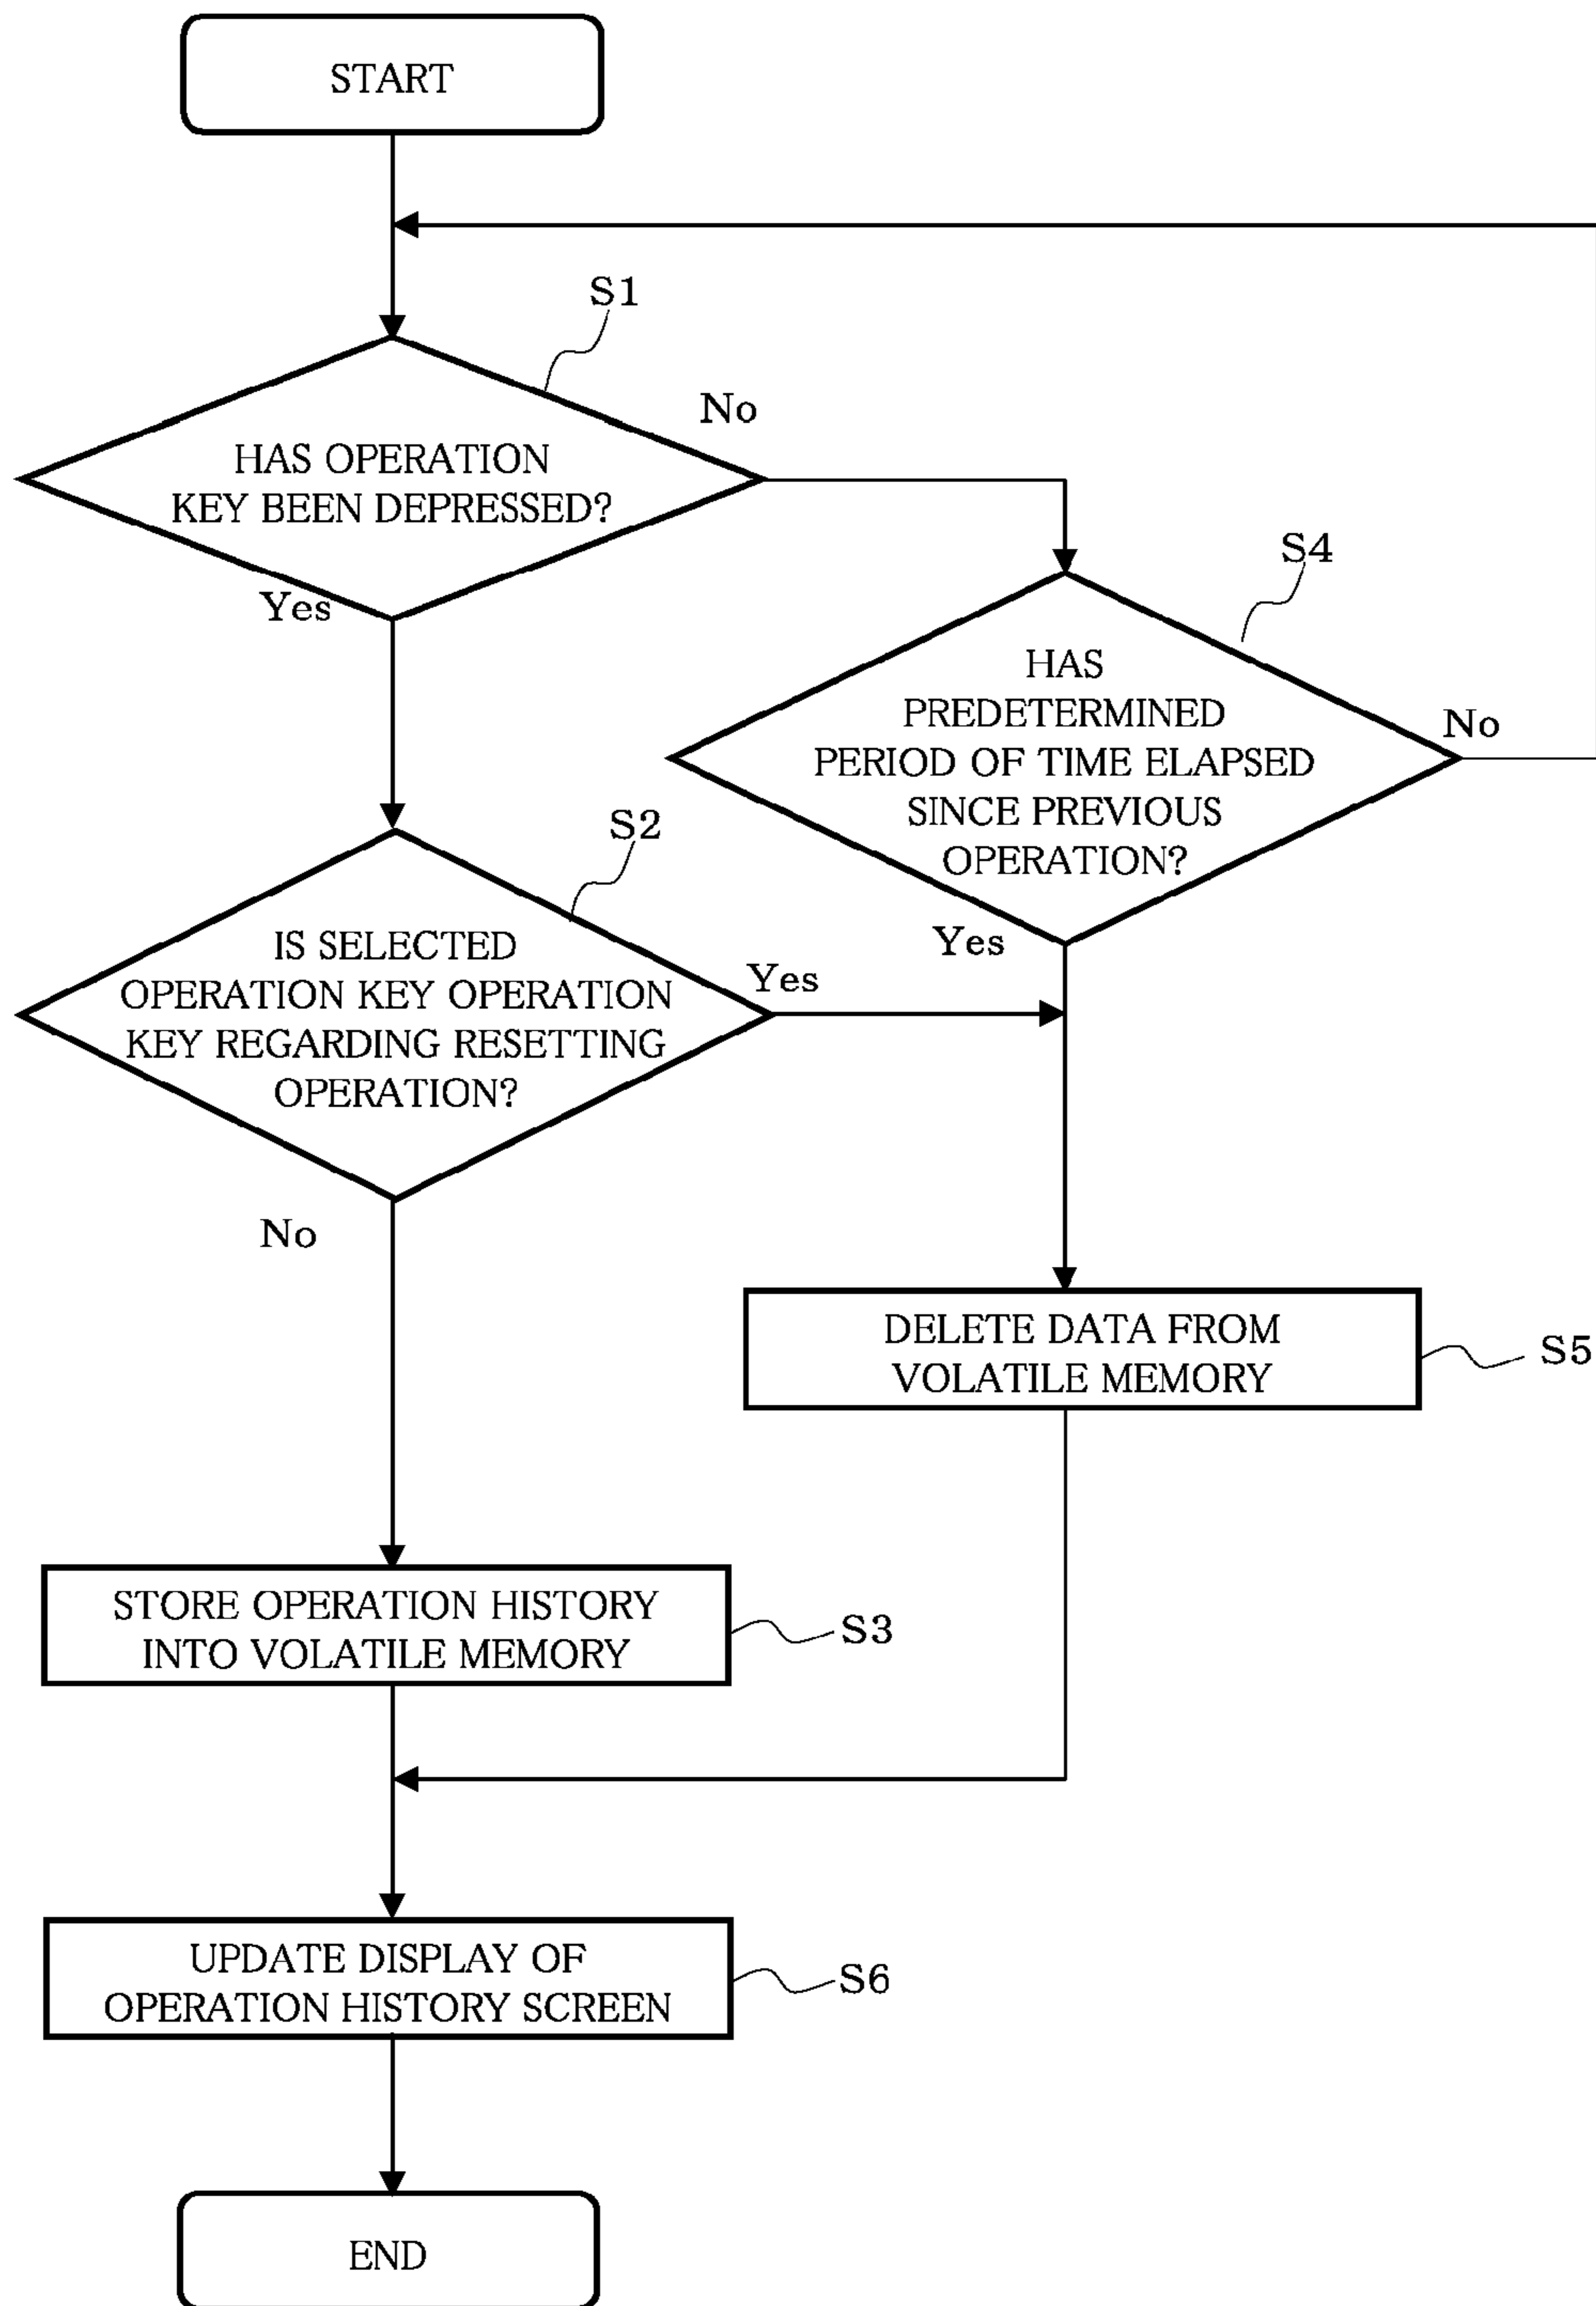 START
S1
No
HAS OPERATION
KEY BEEN DEPRESSED?
Yes
S4
HAS
PREDETERMINED
PERIOD OF TIME ELAPSED
SINCE PREVIOUS
OPERATION?
No
Yes
S2
IS SELECTED
OPERATION KEY OPERATION
KEY REGARDING RESETTING
OPERATION?
Yes
No
DELETE DATA FROM
VOLATILE MEMORY
S5
STORE OPERATION HISTORY
INTO VOLATILE MEMORY
S3
UPDATE DISPLAY OF
OPERATION HISTORY SCREEN
S6
END